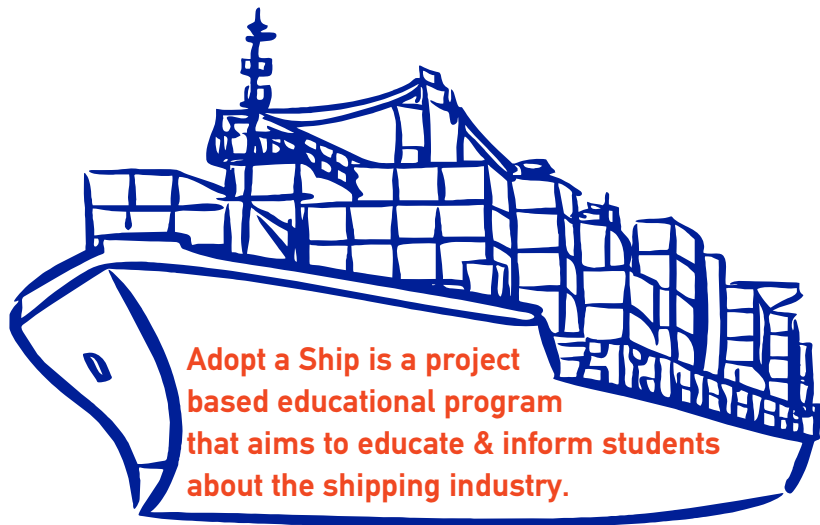 Adopt a Ship is a project
based educational program
that aims to educate & inform students
about the shipping industry.